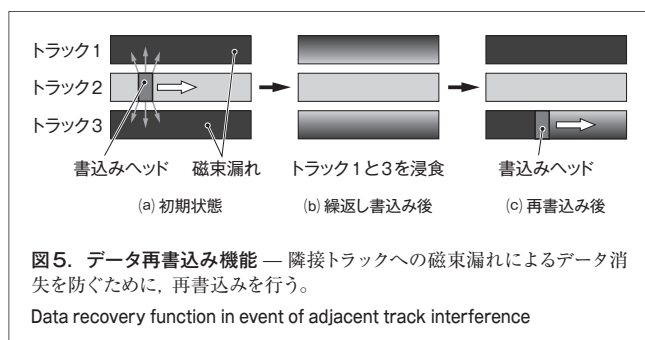 トラック1
トラック2
トラック3
書込みヘッド 磁束漏れ
トラック1と3を浸食
書込みヘッド
(a) 初期状態
(b) 繰返し書込み後
(c) 再書込み後
図5. データ再書込み機能 — 隣接トラックへの磁束漏れによるデータ消
失を防ぐために，再書込みを行う。
Data recovery function in event of adjacent track interference